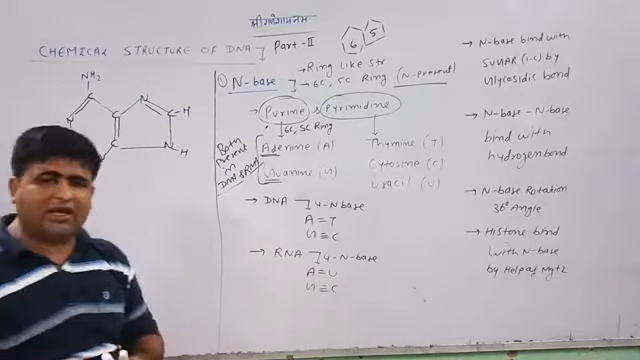 श्रीगणेशायनमः
CHEMICAL STRUCTURE OF DNA] Part-II
NH2
N
N
C
C
C
H
N
H
6
5
① N-base ]→ Ring like Str
→ 6C, 5C Ring (N-present)
→ Purine & Pyrimidine
6C, 5C Ring
Both Present in DNA & RNA
Adenine (A)
Guanine (G)
Thymine (T)
Cytosine (C)
Uracil (U)
→ DNA ] 4-N base
A=T
G≡C
→ RNA ] 4-N-base
A=U
G≡C
→ N-base bind with
SUGAR (1-C) by
Glycosidic bond
→ N-base-N-base
bind with
hydrogen bond
→ N-base Rotation
36° Angle
→ Histone bind
with N-base
by Help of Mg+2